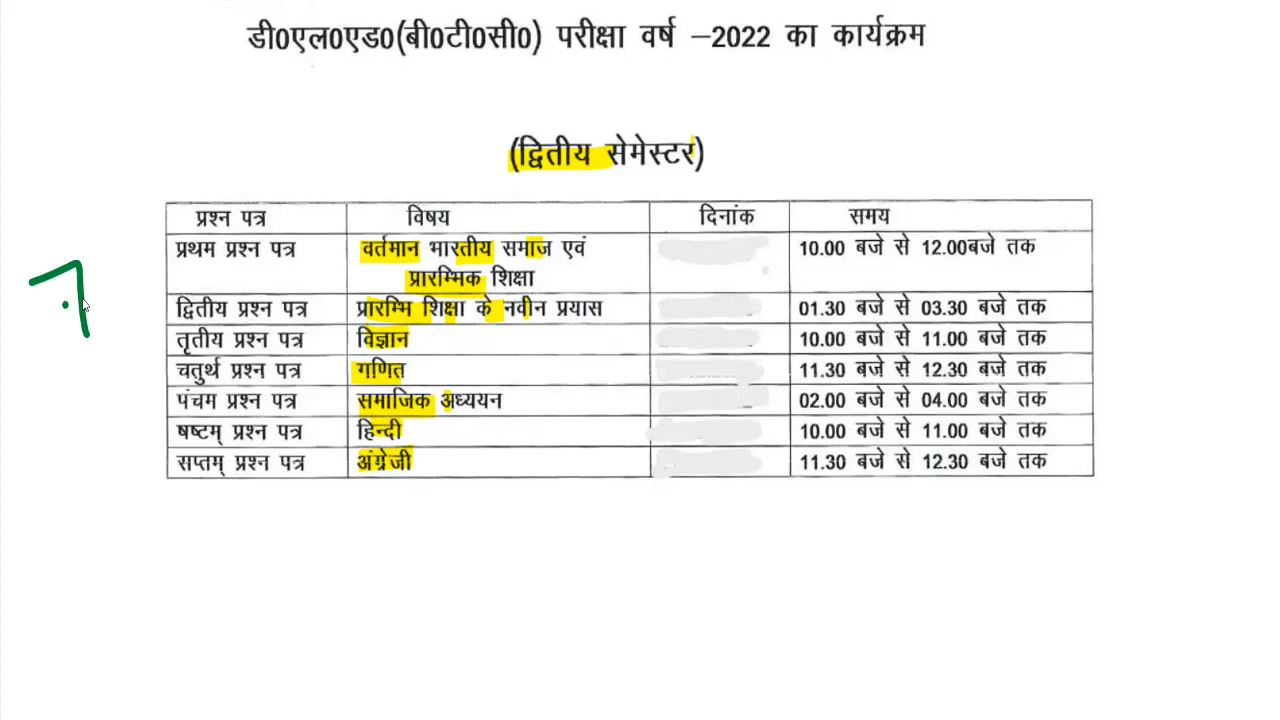 डी0एल0एड0(बी0टी0सी0) परीक्षा वर्ष –2022 का कार्यक्रम
(द्वितीय सेमेस्टर)
प्रश्न पत्र विषय दिनांक समय
प्रथम प्रश्न पत्र वर्तमान भारतीय समाज एवं 10.00 बजे से 12.00बजे तक
प्रारम्भिक शिक्षा
द्वितीय प्रश्न पत्र प्रारम्भि शिक्षा के नवीन प्रयास 01.30 बजे से 03.30 बजे तक
तृतीय प्रश्न पत्र विज्ञान 10.00 बजे से 11.00 बजे तक
चतुर्थ प्रश्न पत्र गणित 11.30 बजे से 12.30 बजे तक
पंचम प्रश्न पत्र समाजिक अध्ययन 02.00 बजे से 04.00 बजे तक
षष्टम् प्रश्न पत्र हिन्दी 10.00 बजे से 11.00 बजे तक
सप्तम् प्रश्न पत्र अंग्रेजी 11.30 बजे से 12.30 बजे तक